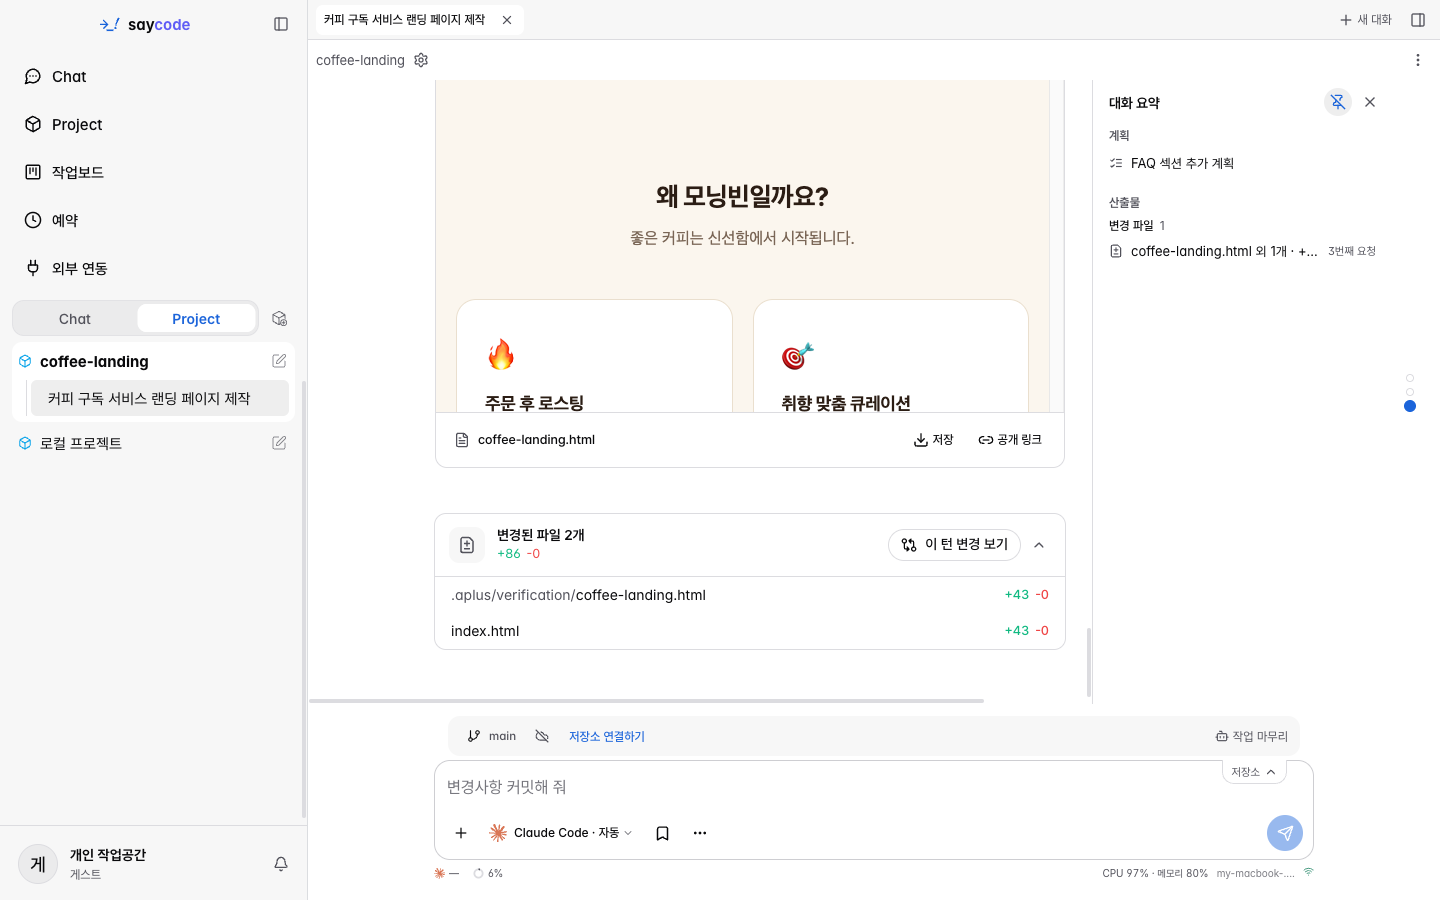 saycode
Chat
Project
작업보드
예약
외부 연동
Chat
Project
coffee-landing
커피 구독 서비스 랜딩 페이지 제작
로컬 프로젝트
게
개인 작업공간
게스트
커피 구독 서비스 랜딩 페이지 제작
새 대화
coffee-landing
왜 모닝빈일까요?
좋은 커피는 신선함에서 시작됩니다.
주문 후 로스팅
취향 맞춤 큐레이션
coffee-landing.html
저장
공개 링크
변경된 파일 2개
+86 -0
이 턴 변경 보기
.aplus/verification/coffee-landing.html
+43 -0
index.html
+43 -0
대화 요약
계획
FAQ 섹션 추가 계획
산출물
변경 파일 1
coffee-landing.html 외 1개 · +...
3번째 요청
main
저장소 연결하기
작업 마무리
저장소
변경사항 커밋해 줘
Claude Code · 자동
—
6%
CPU 97% · 메모리 80%
my-macbook-....